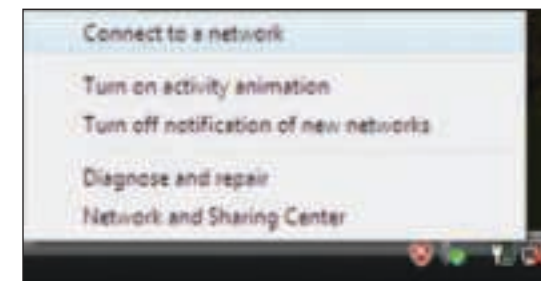 Connect to a network
Turn on activity animation
Turn off notification of new networks
Diagnose and repair
Network and Sharing Center